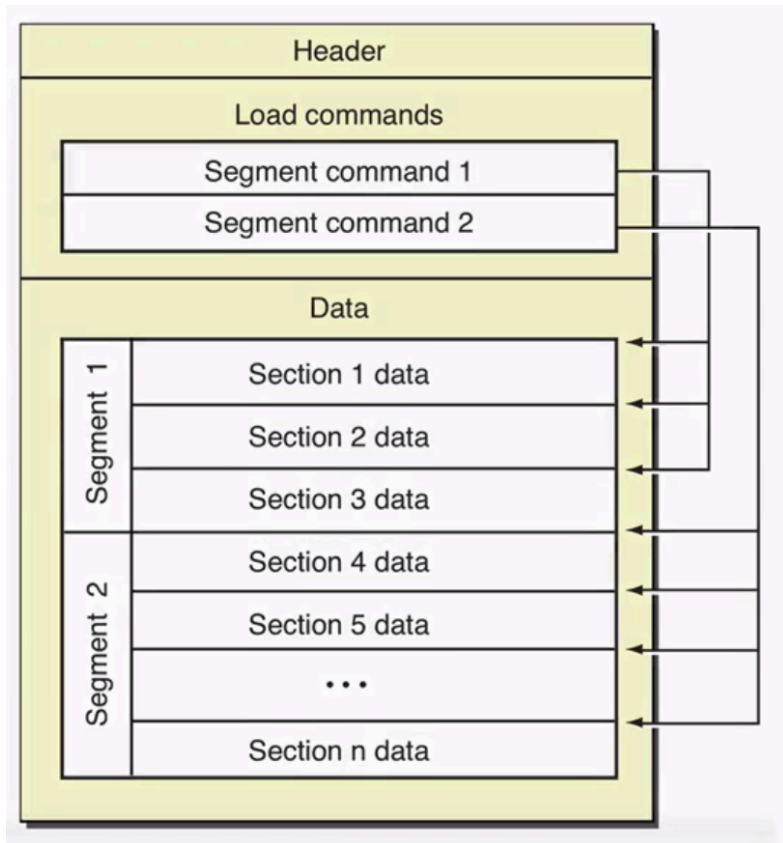 Header
Load commands
Segment command 1
Segment command 2
Data
Segment 1
Section 1 data
Section 2 data
Section 3 data
Segment 2
Section 4 data
Section 5 data
...
Section n data